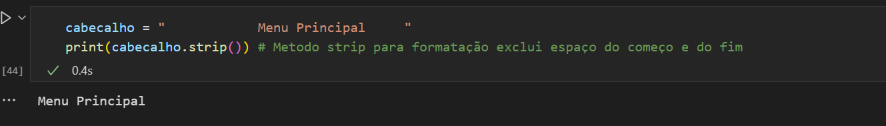 cabecalho = "            Menu Principal     "
print(cabecalho.strip()) # Metodo strip para formatação exclui espaço do começo e do fim
[44] ✓ 0.4s
... Menu Principal